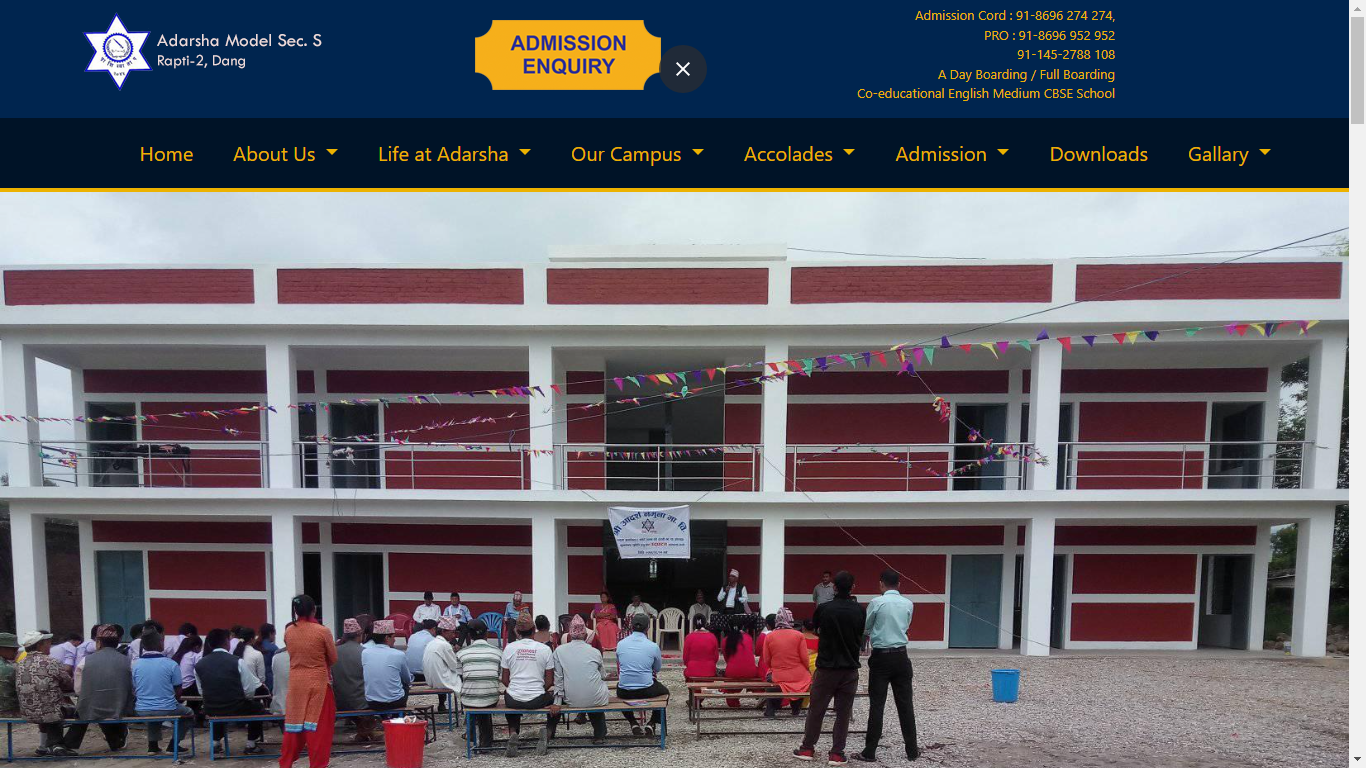 Adarsha Model Sec. S
Rapti-2, Dang
ADMISSION
ENQUIRY
Admission Cord : 91-8696 274 274,
PRO : 91-8696 952 952
91-145-2788 108
A Day Boarding / Full Boarding
Co-educational English Medium CBSE School
Home
About Us
Life at Adarsha
Our Campus
Accolades
Admission
Downloads
Gallary
श्री आदर्श नमूना मा. वि